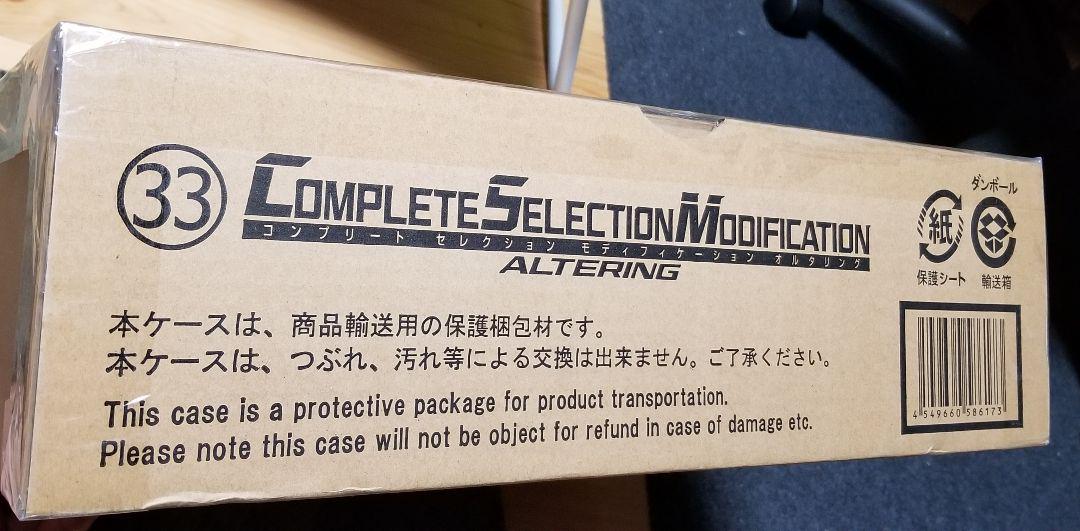 33 COMPLETE SELECTION MODIFICATION
コンプリート セレクション モディフィケーション オルタリング
ALTERING
ダンボール
紙
保護シート 輸送箱
本ケースは、商品輸送用の保護梱包材です。
本ケースは、つぶれ、汚れ等による交換は出来ません。ご了承ください。
This case is a protective package for product transportation.
Please note this case will not be object for refund in case of damage etc.
4 549660 586173